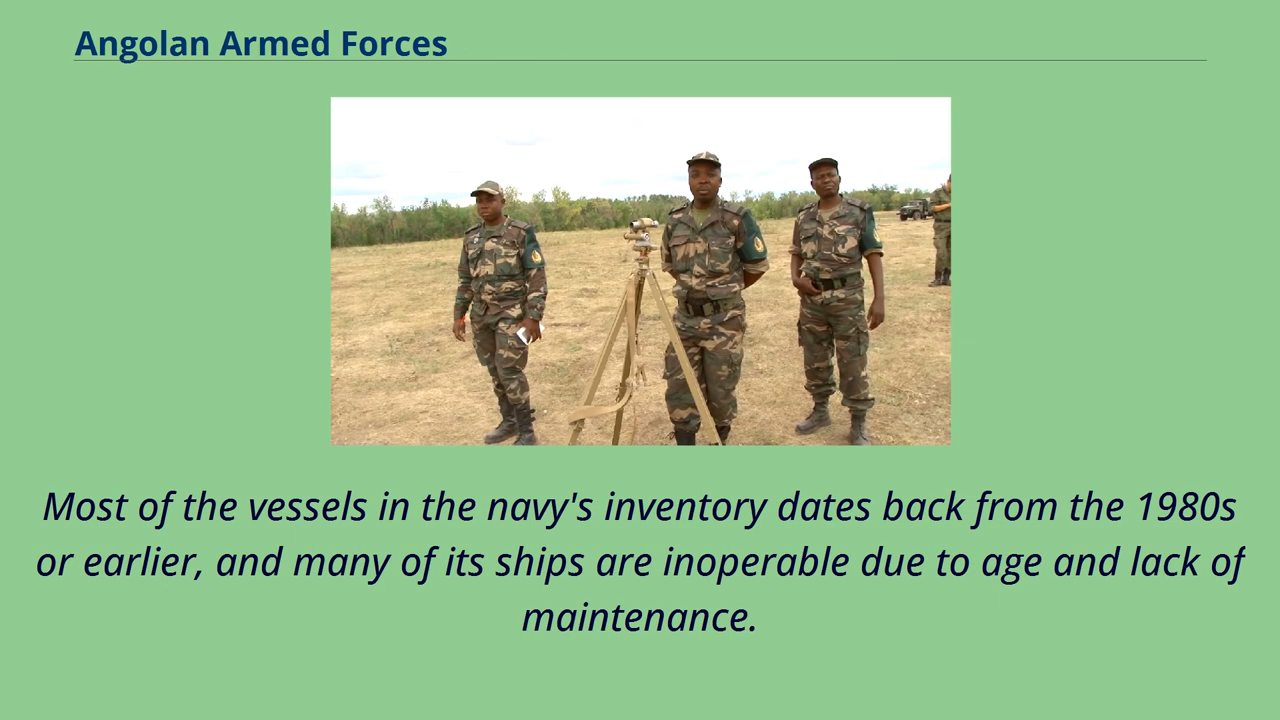 Angolan Armed Forces
Most of the vessels in the navy's inventory dates back from the 1980s
or earlier, and many of its ships are inoperable due to age and lack of
maintenance.